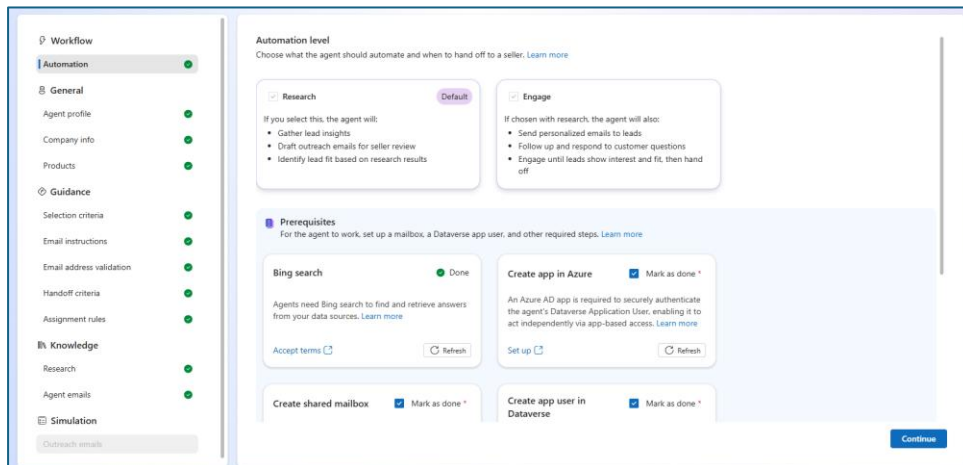 Workflow
Automation
General
Agent profile
Company info
Products
Guidance
Selection criteria
Email instructions
Email address validation
Handoff criteria
Assignment rules
Knowledge
Research
Agent emails
Simulation
Outreach emails
Automation level
Choose what the agent should automate and when to hand off to a seller. Learn more
Research
Default
If you select this, the agent will:
• Gather lead insights
• Draft outreach emails for seller review
• Identify lead fit based on research results
Engage
If chosen with research, the agent will also:
• Send personalized emails to leads
• Follow up and respond to customer questions
• Engage until leads show interest and fit, then hand
off
Prerequisites
For the agent to work, set up a mailbox, a Dataverse app user, and other required steps. Learn more
Bing search
Done
Agents need Bing search to find and retrieve answers
from your data sources. Learn more
Accept terms
Refresh
Create app in Azure
Mark as done *
An Azure AD app is required to securely authenticate
the agent's Dataverse Application User, enabling it to
act independently via app-based access. Learn more
Set up
Refresh
Create shared mailbox
Mark as done *
Create app user in
Dataverse
Mark as done *
Continue